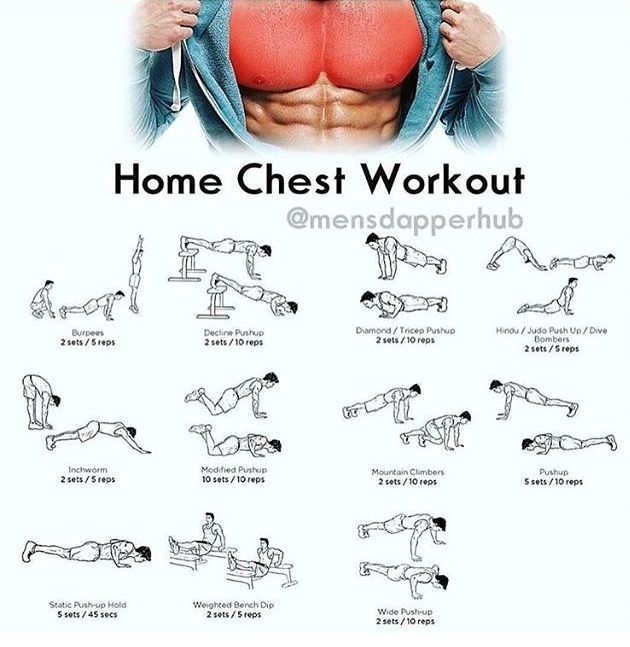 Home Chest Workout
@mensdapperhub
Burpees
2 sets / 5 reps
Decline Pushup
2 sets / 10 reps
Diamond / Tricep Pushup
2 sets / 10 reps
Hindu / Judo Push Up / Dive
Bombers
2 sets / 5 reps
Inchworm
2 sets / 5 reps
Modified Pushup
10 sets / 10 reps
Mountain Climbers
2 sets / 10 reps
Pushup
5 sets / 10 reps
Static Push-up Hold
5 sets / 45 secs
Weighted Bench Dip
2 sets / 5 reps
Wide Push-up
2 sets / 10 reps